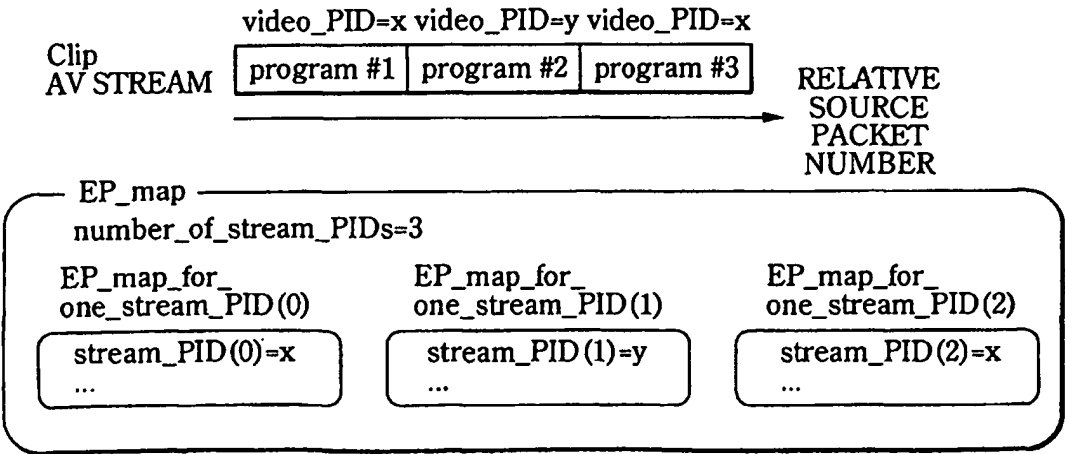 video_PID=x video_PID=y video_PID=x
Clip
AV STREAM
program #1 program #2 program #3
RELATIVE
SOURCE
PACKET
NUMBER
EP_map
number_of_stream_PIDs=3
EP_map_for_
one_stream_PID(0)
stream_PID(0)=x
...
EP_map_for_
one_stream_PID(1)
stream_PID(1)=y
...
EP_map_for_
one_stream_PID(2)
stream_PID(2)=x
...